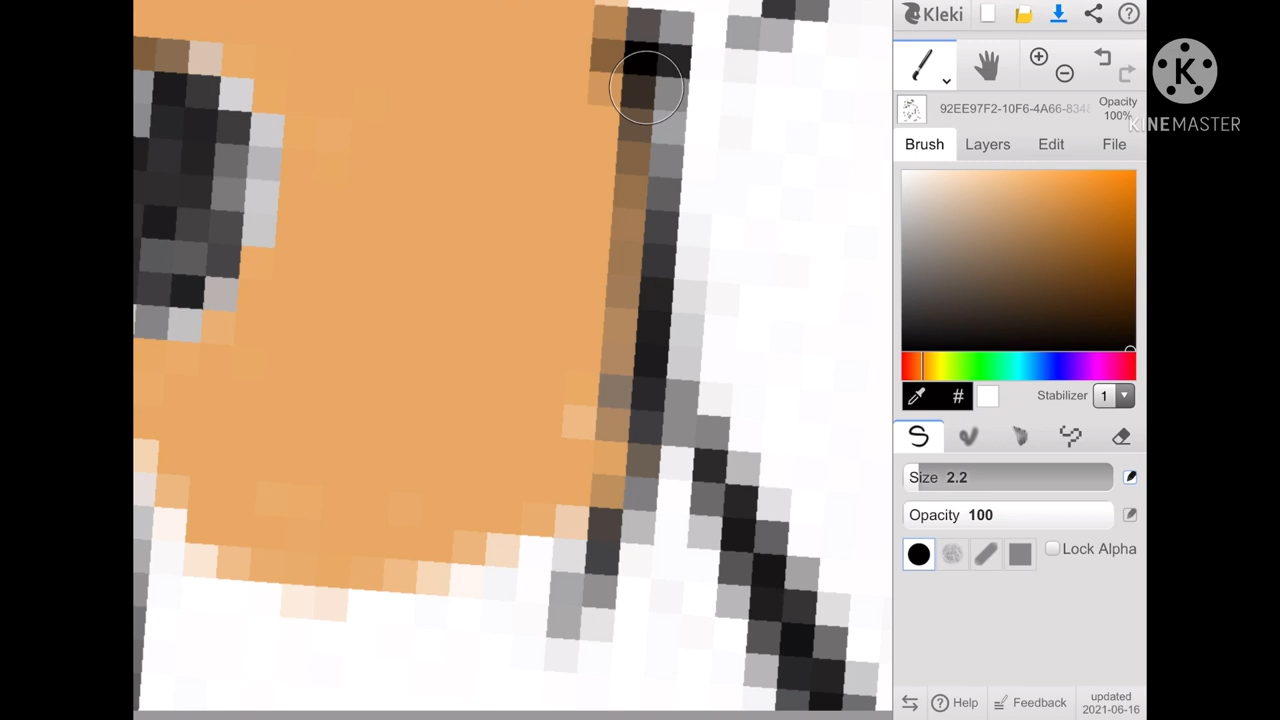 Kleki
92EE97F2-10F6-4A66-834
Opacity
100%
K
KINEMASTER
Brush Layers Edit File
# Stabilizer 1
Size 2.2
Opacity 100
Lock Alpha
Help Feedback updated
2021-06-16